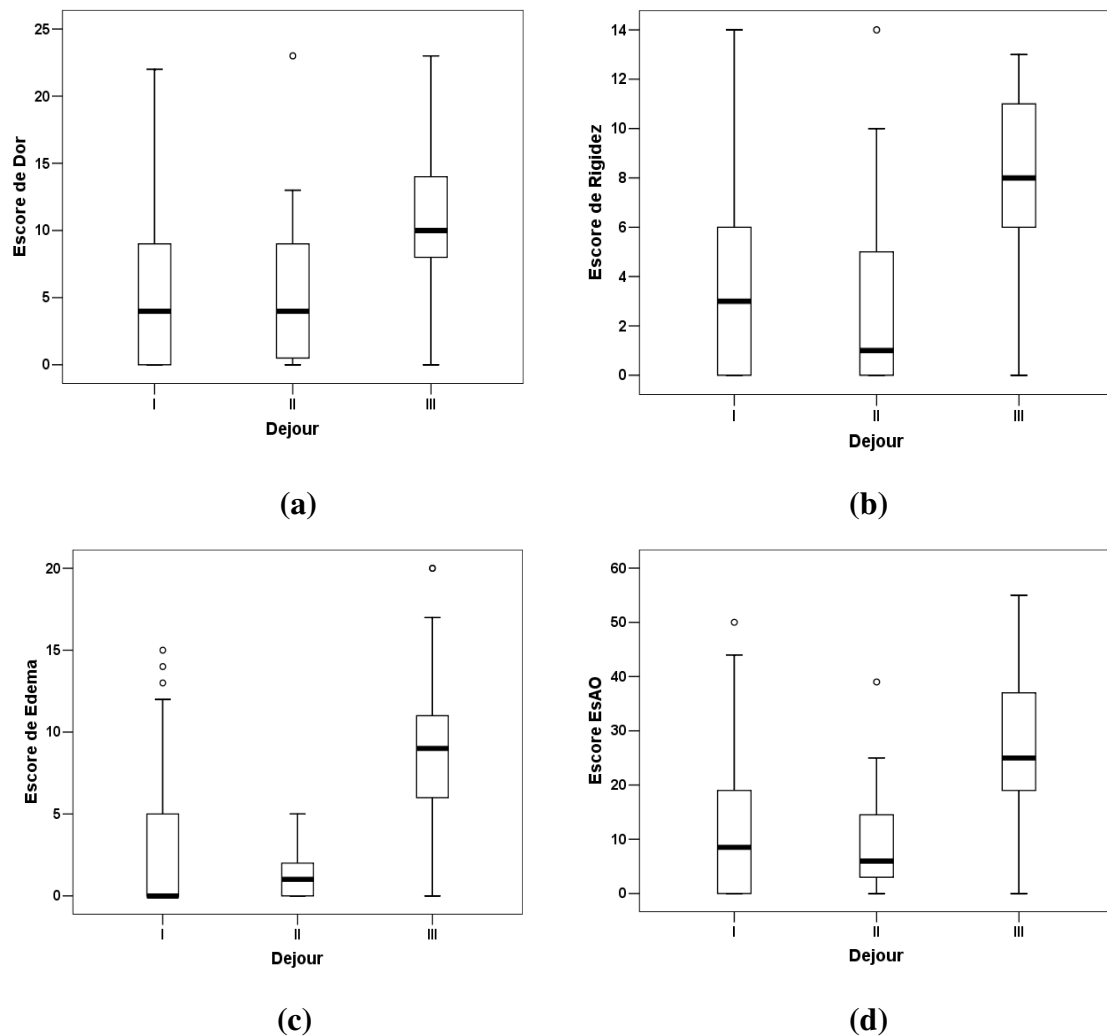 Escore de Dor
25
20
15
10
5
0
I II III
Dejour
(a)
Escore de Rigidez
14
12
10
8
6
4
2
0
I II III
Dejour
(b)
Escore de Edema
20
15
10
5
0
I II III
Dejour
(c)
Escore EsAO
60
50
40
30
20
10
0
I II III
Dejour
(d)